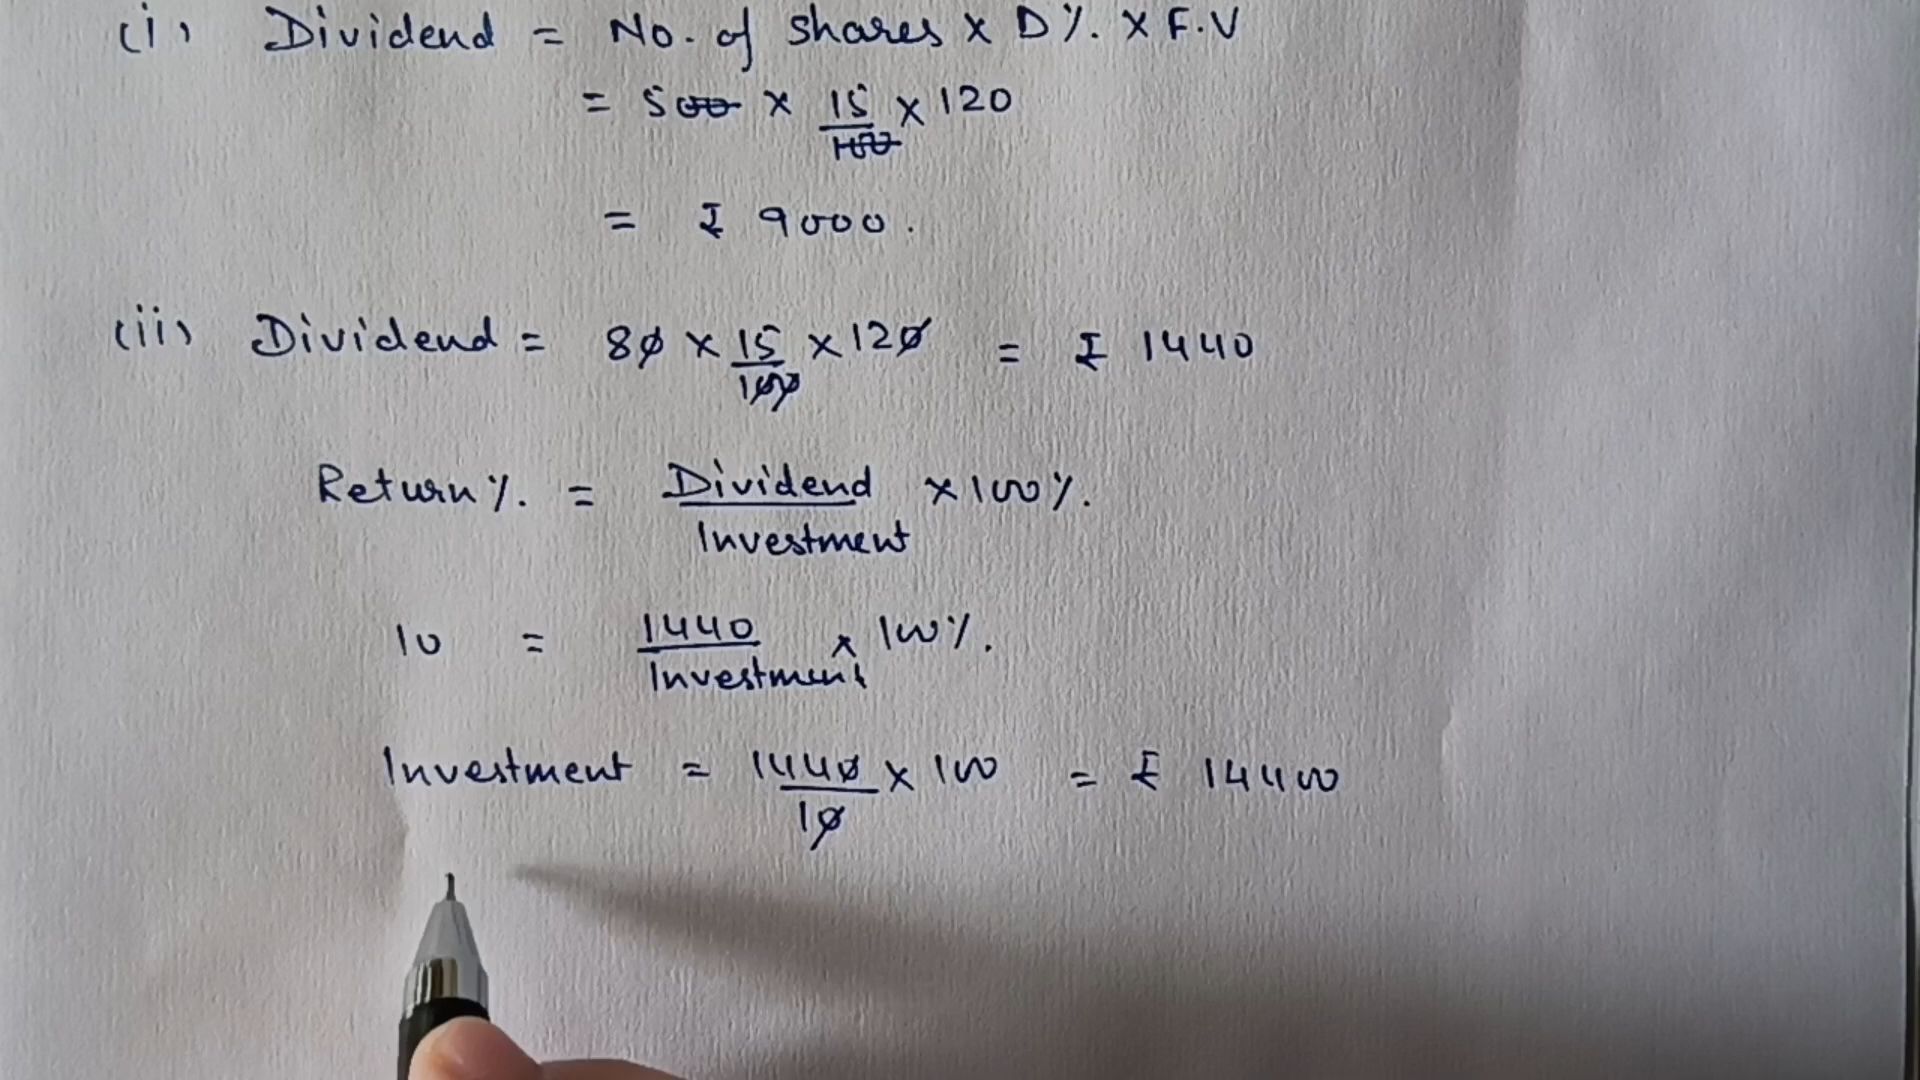 (i) Dividend = No. of shares × D%. × F.V
= 500 × 15/100 × 120
= ₹ 9000.
(ii) Dividend = 80 × 15/100 × 120 = ₹ 1440
Return%. = Dividend/Investment × 100%.
10 = 1440/Investment × 100%.
Investment = 1440/10 × 100 = ₹ 14400